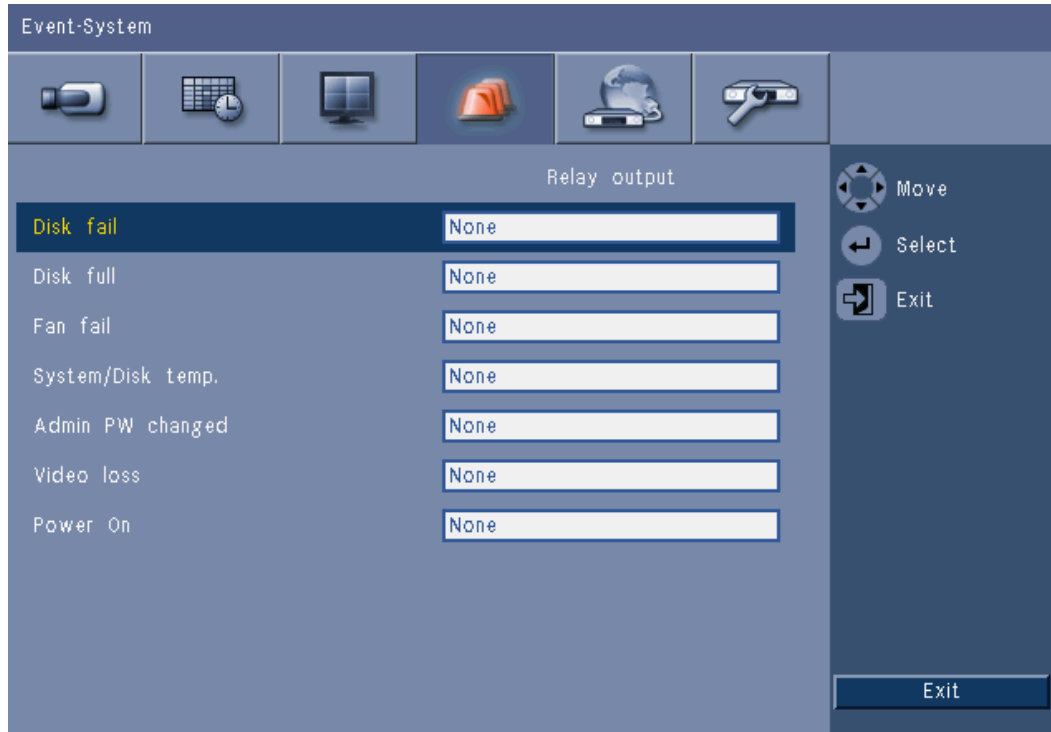 Event-System
Relay output
Move
Disk fail None
Select
Disk full None
Exit
Fan fail None
System/Disk temp. None
Admin PW changed None
Video loss None
Power On None
Exit